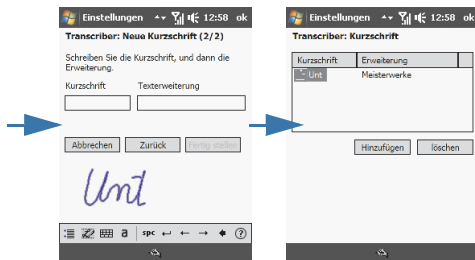 Einstellungen 12:58 ok
Transcriber: Neue Kurzschrift (2/2)
Schreiben Sie die Kurzschrift, und dann die
Erweiterung.
Kurzschrift Texterweiterung
Abbrechen Zurück Fertig stellen
Unt
a spc ?
Einstellungen 12:58 ok
Transcriber: Kurzschrift
Kurzschrift Erweiterung
Unt Meisterwerke
Hinzufügen löschen